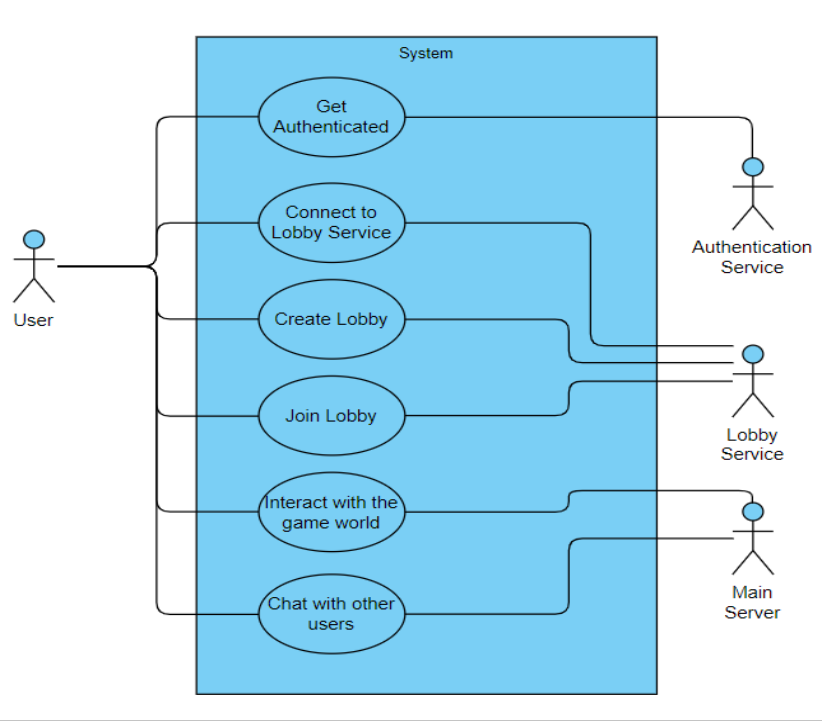 System
Get
Authenticated
Connect to
Lobby Service
Create Lobby
Join Lobby
Interact with the
game world
Chat with other
users
User
Authentication
Service
Lobby
Service
Main
Server